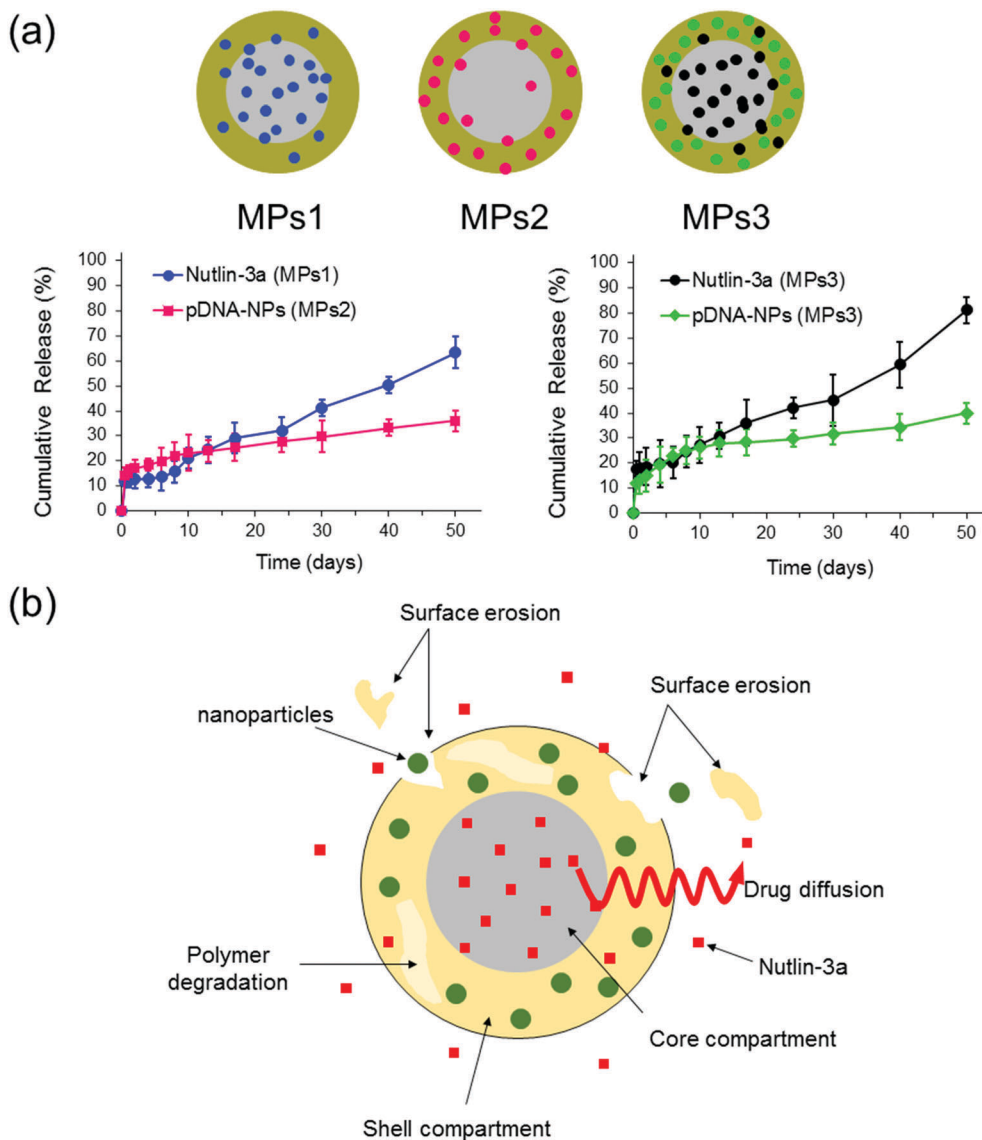 (a)
MPs1
MPs2
MPs3
Cumulative Release (%)
100
90
80
70
60
50
40
30
20
10
0
Nutlin-3a (MPs1)
pDNA-NPs (MPs2)
0
10
20
30
40
50
Time (days)
Cumulative Release (%)
100
90
80
70
60
50
40
30
20
10
0
Nutlin-3a (MPs3)
pDNA-NPs (MPs3)
0
10
20
30
40
50
Time (days)
(b)
Surface erosion
Surface erosion
nanoparticles
Drug diffusion
Polymer
degradation
Nutlin-3a
Core compartment
Shell compartment